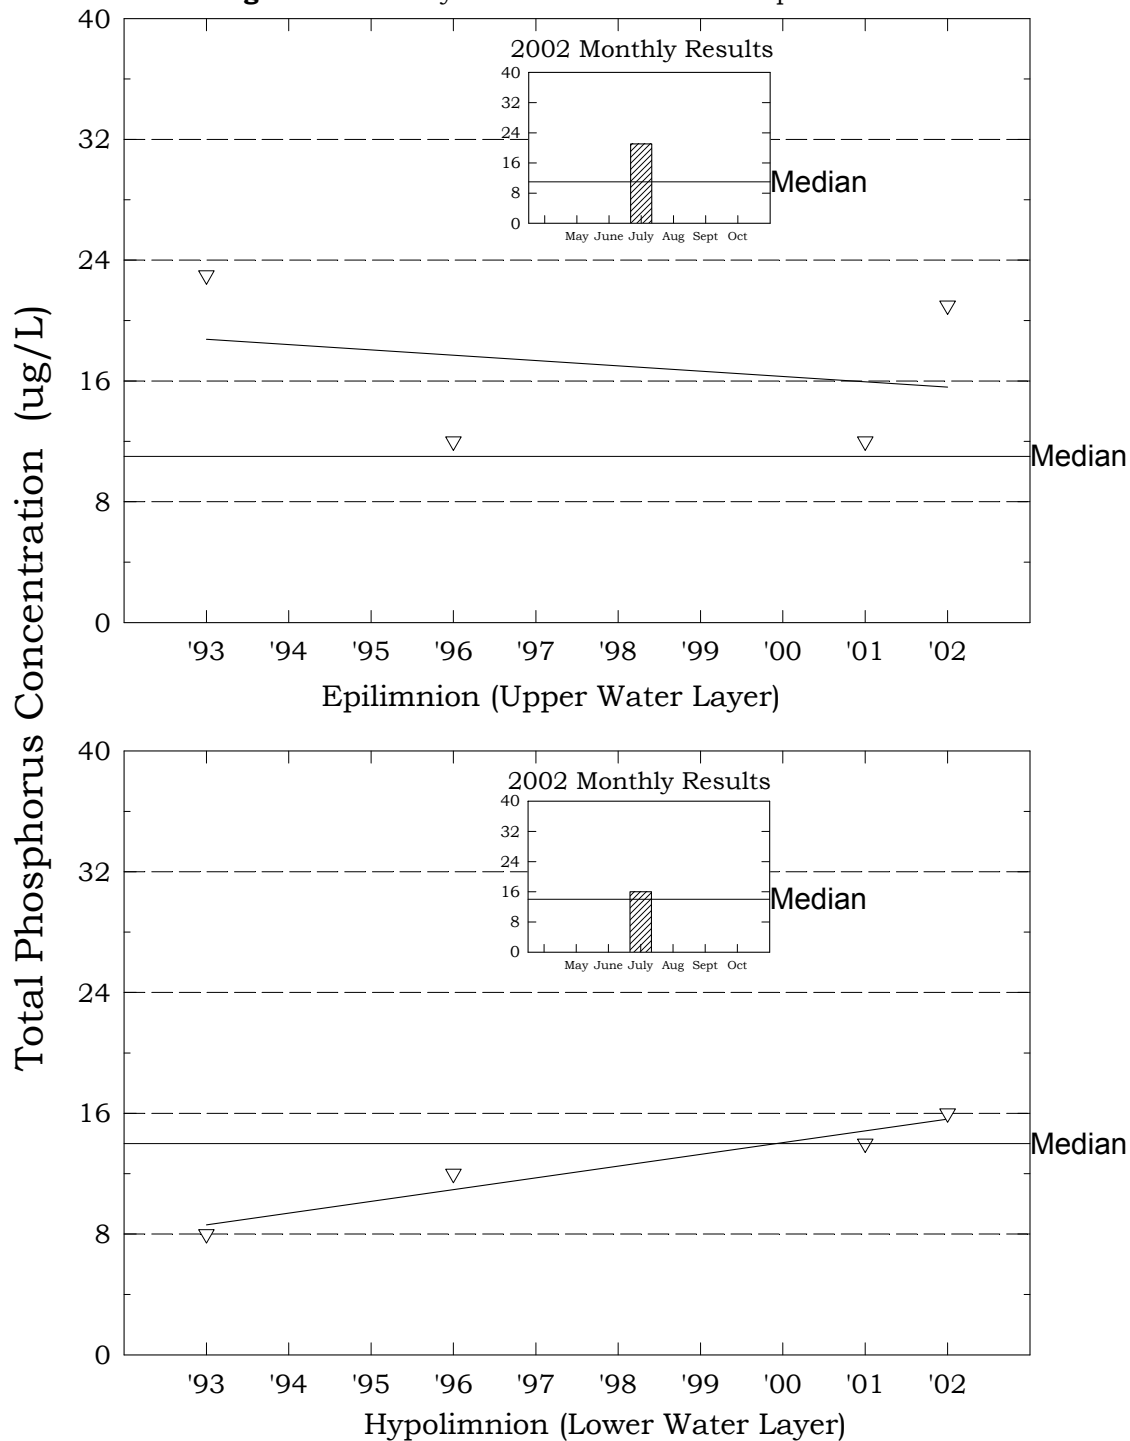 Total Phosphorus Concentration (ug/L)
2002 Monthly Results
40
32
24
16
8
0
Median
May June July Aug Sept Oct
40
32
24
16
8
0
Median
'93 '94 '95 '96 '97 '98 '99 '00 '01 '02
Epilimnion (Upper Water Layer)
2002 Monthly Results
40
32
24
16
8
0
Median
May June July Aug Sept Oct
40
32
24
16
8
0
Median
'93 '94 '95 '96 '97 '98 '99 '00 '01 '02
Hypolimnion (Lower Water Layer)